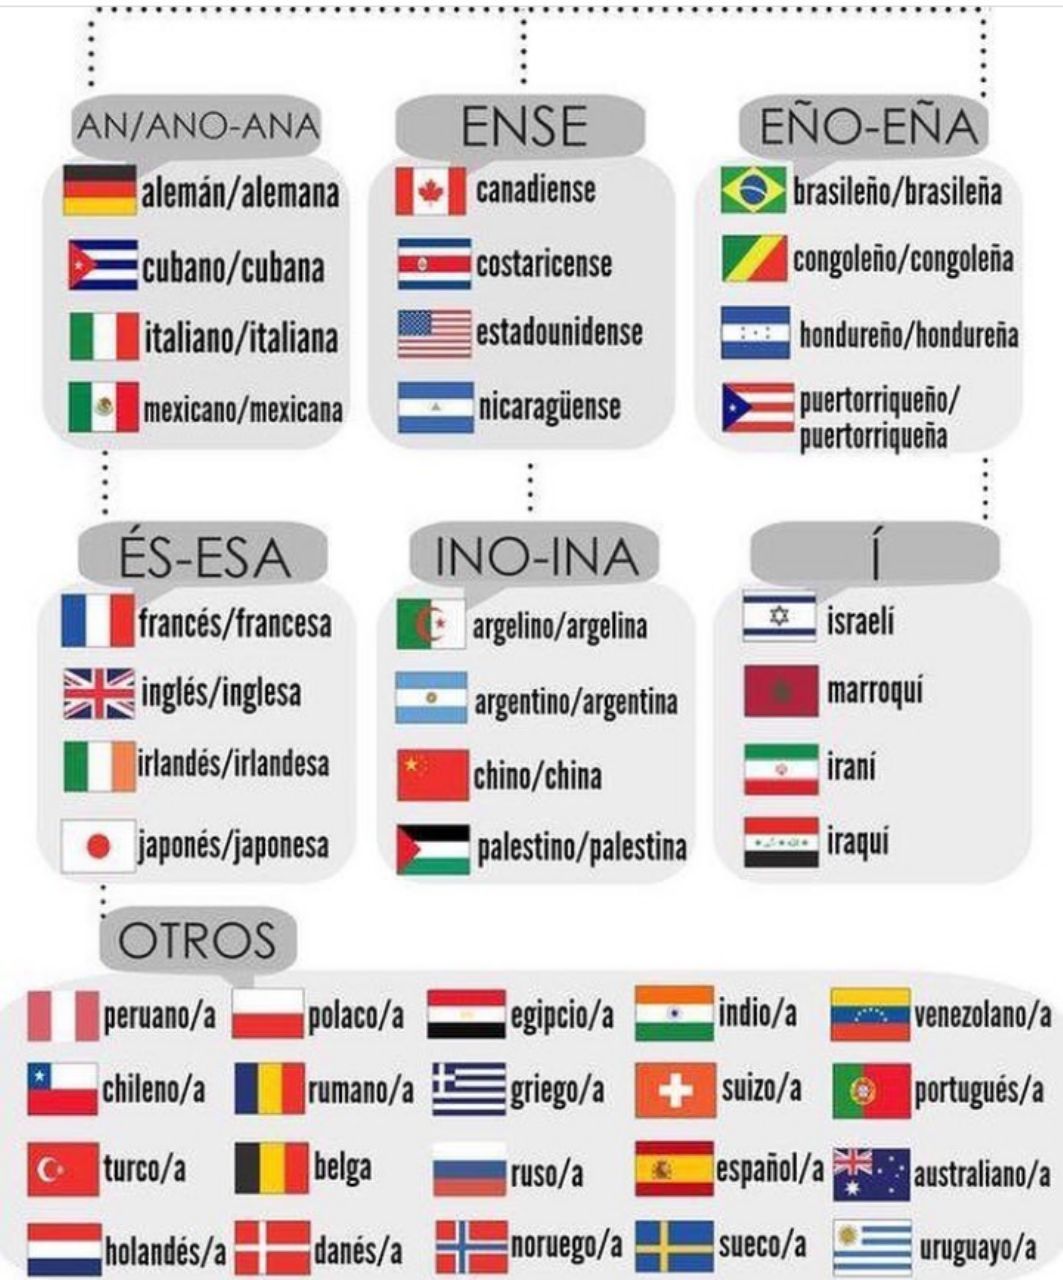 AN/ANO-ANA
alemán/alemana
cubano/cubana
italiano/italiana
mexicano/mexicana
ENSE
canadiense
costaricense
estadounidense
nicaragüense
EÑO-EÑA
brasileño/brasileña
congoleño/congoleña
hondureño/hondureña
puertorriqueño/
puertorriqueña
ÉS-ESA
francés/francesa
inglés/inglesa
irlandés/irlandesa
japonés/japonesa
INO-INA
argelino/argelina
argentino/argentina
chino/china
palestino/palestina
Í
israelí
marroquí
iraní
iraquí
OTROS
peruano/a polaco/a egipcio/a indio/a venezolano/a
chileno/a rumano/a griego/a suizo/a portugués/a
turco/a belga ruso/a español/a australiano/a
holandés/a danés/a noruego/a sueco/a uruguayo/a